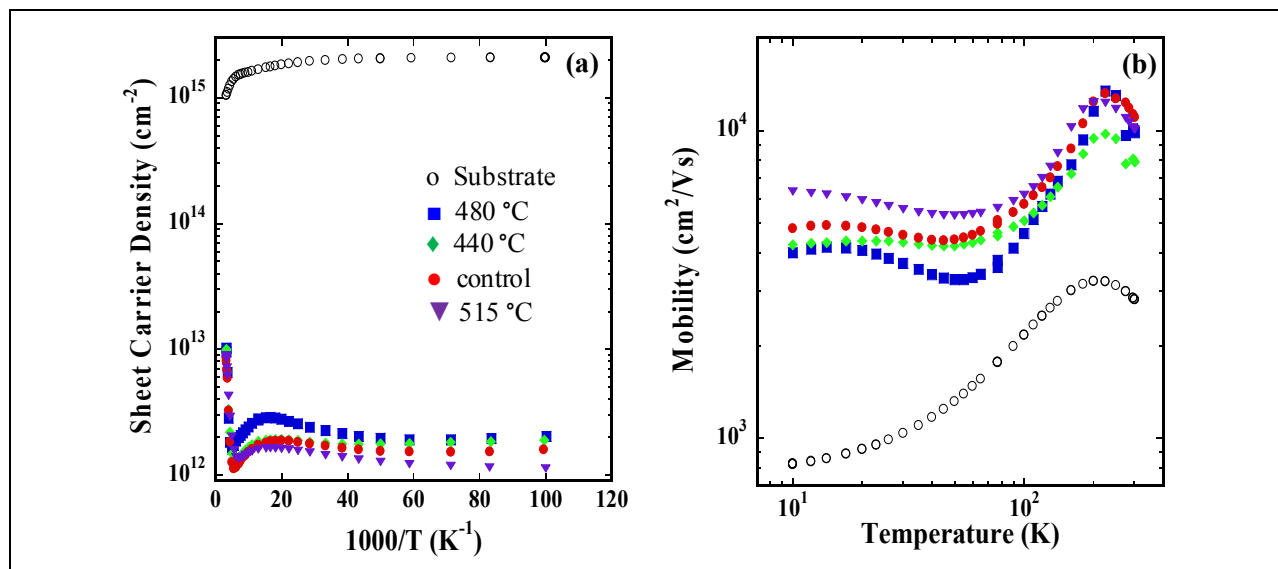 (a)
Sheet Carrier Density (cm⁻²)
10¹⁵
10¹⁴
10¹³
10¹²
Substrate
480 °C
440 °C
control
515 °C
0 20 40 60 80 100 120
1000/T (K⁻¹)
(b)
Mobility (cm²/Vs)
10⁴
10³
10¹ 10²
Temperature (K)